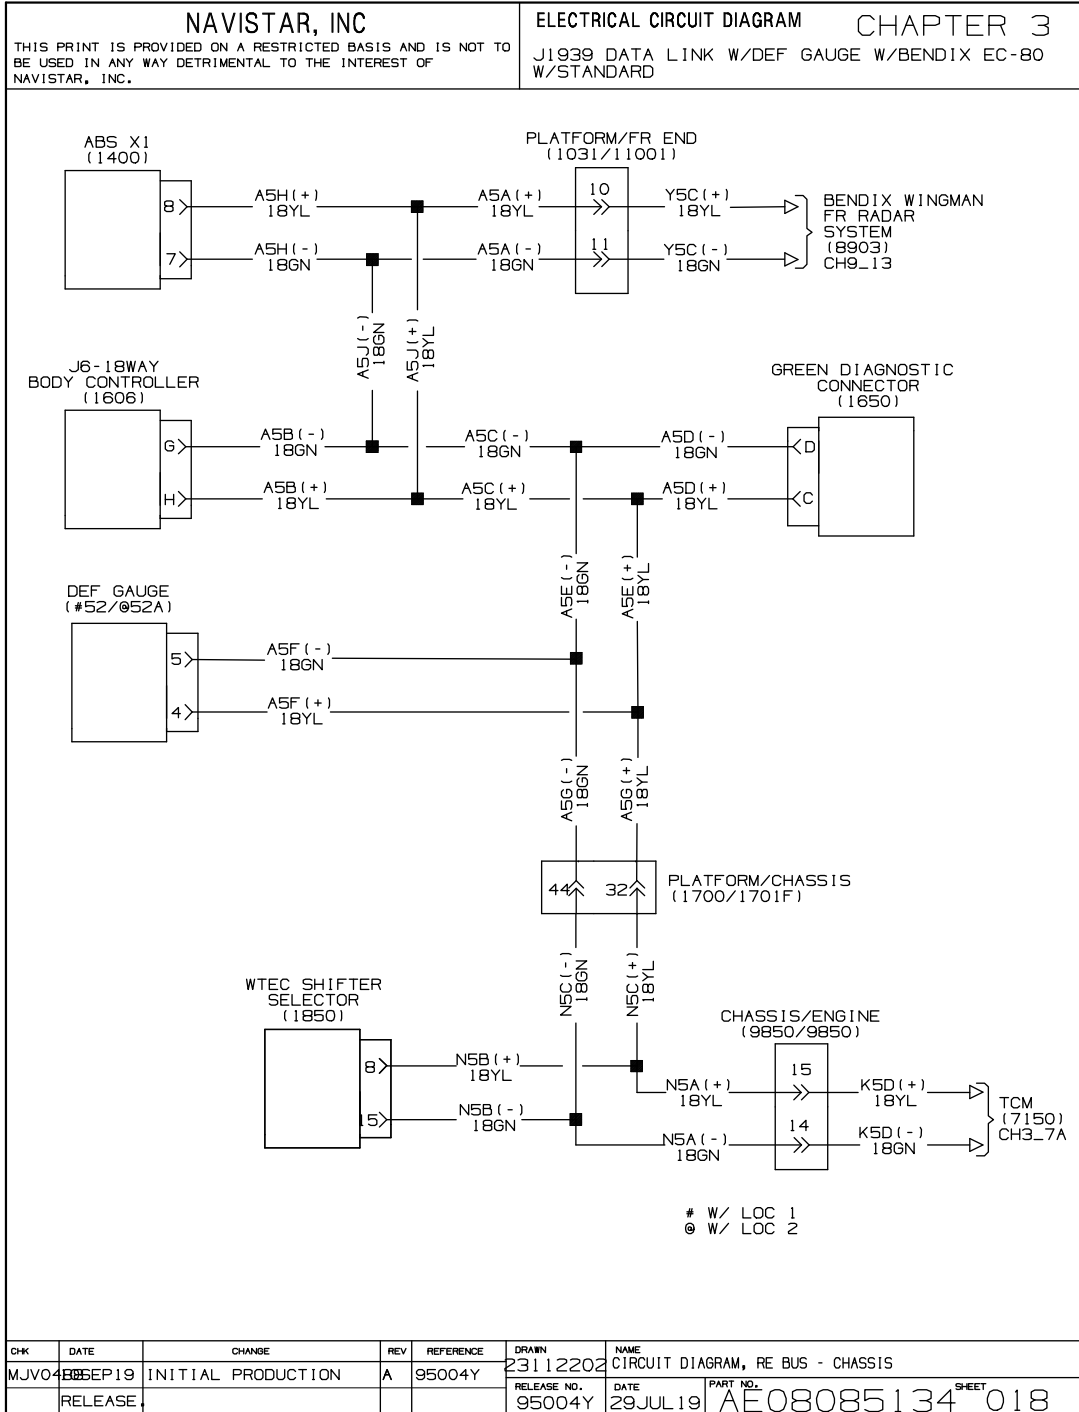 NAVISTAR, INC
THIS PRINT IS PROVIDED ON A RESTRICTED BASIS AND IS NOT TO
BE USED IN ANY WAY DETRIMENTAL TO THE INTEREST OF
NAVISTAR, INC.
ELECTRICAL CIRCUIT DIAGRAM
CHAPTER 3
J1939 DATA LINK W/DEF GAUGE W/BENDIX EC-80
W/STANDARD
ABS X1
(1400)
8
7
A5H(+)
18YL
A5H(-)
18GN
A5A(+)
18YL
A5A(-)
18GN
PLATFORM/FR END
(1031/11001)
10
11
Y5C(+)
18YL
Y5C(-)
18GN
BENDIX WINGMAN
FR RADAR
SYSTEM
(8903)
CH9_13
A5J(-)
18GN
A5J(+)
18YL
J6-18WAY
BODY CONTROLLER
(1606)
G
H
A5B(-)
18GN
A5B(+)
18YL
A5C(-)
18GN
A5C(+)
18YL
A5D(-)
18GN
A5D(+)
18YL
GREEN DIAGNOSTIC
CONNECTOR
(1650)
D
C
A5E(-)
18GN
A5E(+)
18YL
DEF GAUGE
(#52/@52A)
5
4
A5F(-)
18GN
A5F(+)
18YL
A5G(-)
18GN
A5G(+)
18YL
44
32
PLATFORM/CHASSIS
(1700/1701F)
N5C(-)
18GN
N5C(+)
18YL
WTEC SHIFTER
SELECTOR
(1850)
8
15
N5B(+)
18YL
N5B(-)
18GN
CHASSIS/ENGINE
(9850/9850)
15
14
N5A(+)
18YL
N5A(-)
18GN
K5D(+)
18YL
K5D(-)
18GN
TCM
(7150)
CH3_7A
# W/ LOC 1
@ W/ LOC 2
CHK DATE CHANGE REV REFERENCE
INITIAL PRODUCTION A 95004Y
RELEASE.
DRAWN
23112202
NAME
CIRCUIT DIAGRAM, RE BUS - CHASSIS
RELEASE NO.
95004Y
DATE
29JUL19
PART NO.
AE08085134
SHEET
018